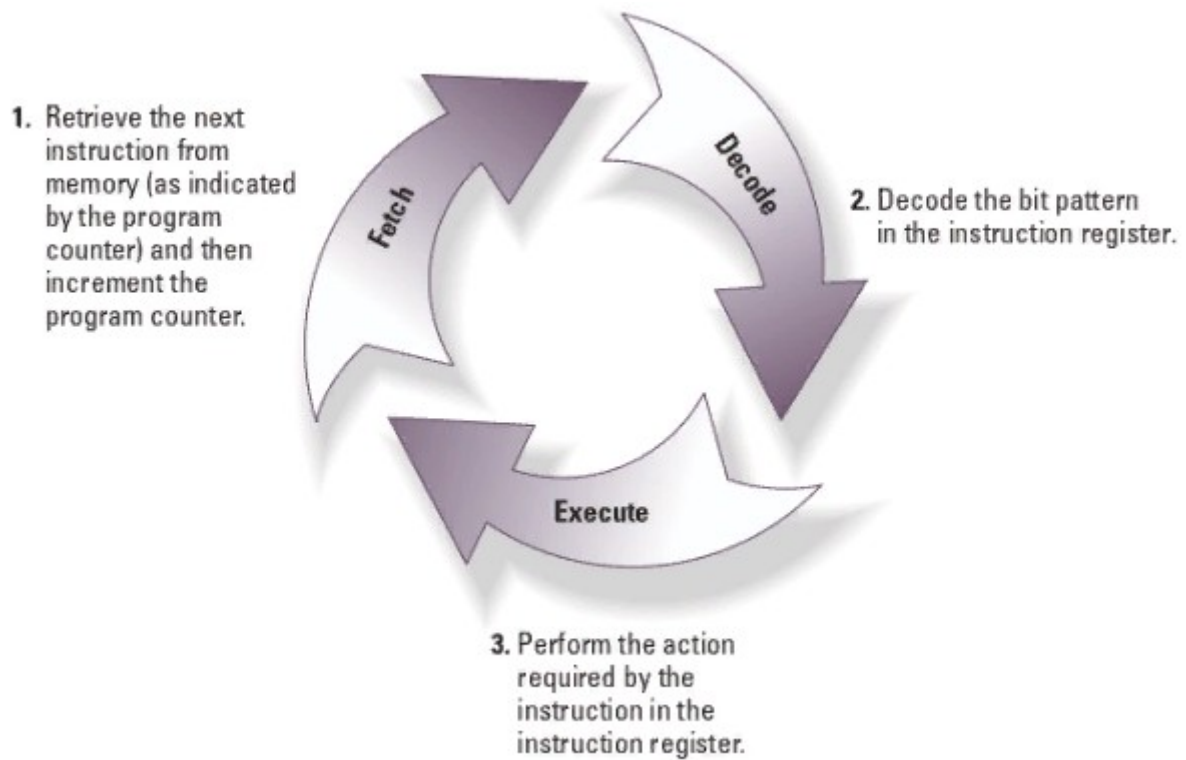 1. Retrieve the next
instruction from
memory (as indicated
by the program
counter) and then
increment the
program counter.
Fetch
Decode
2. Decode the bit pattern
in the instruction register.
Execute
3. Perform the action
required by the
instruction in the
instruction register.